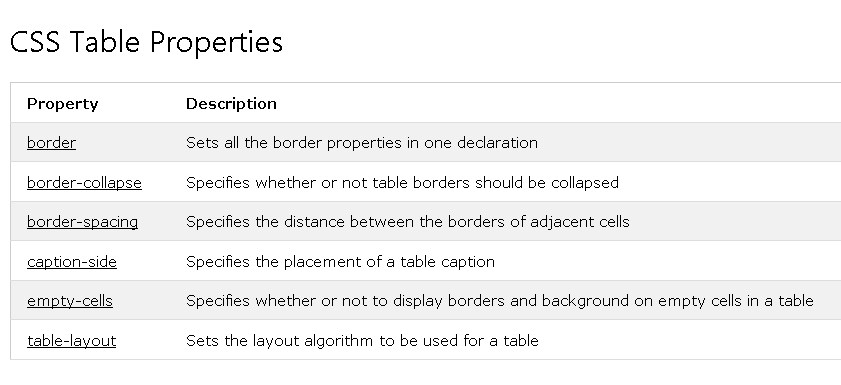 CSS Table Properties
Property Description
border Sets all the border properties in one declaration
border-collapse Specifies whether or not table borders should be collapsed
border-spacing Specifies the distance between the borders of adjacent cells
caption-side Specifies the placement of a table caption
empty-cells Specifies whether or not to display borders and background on empty cells in a table
table-layout Sets the layout algorithm to be used for a table